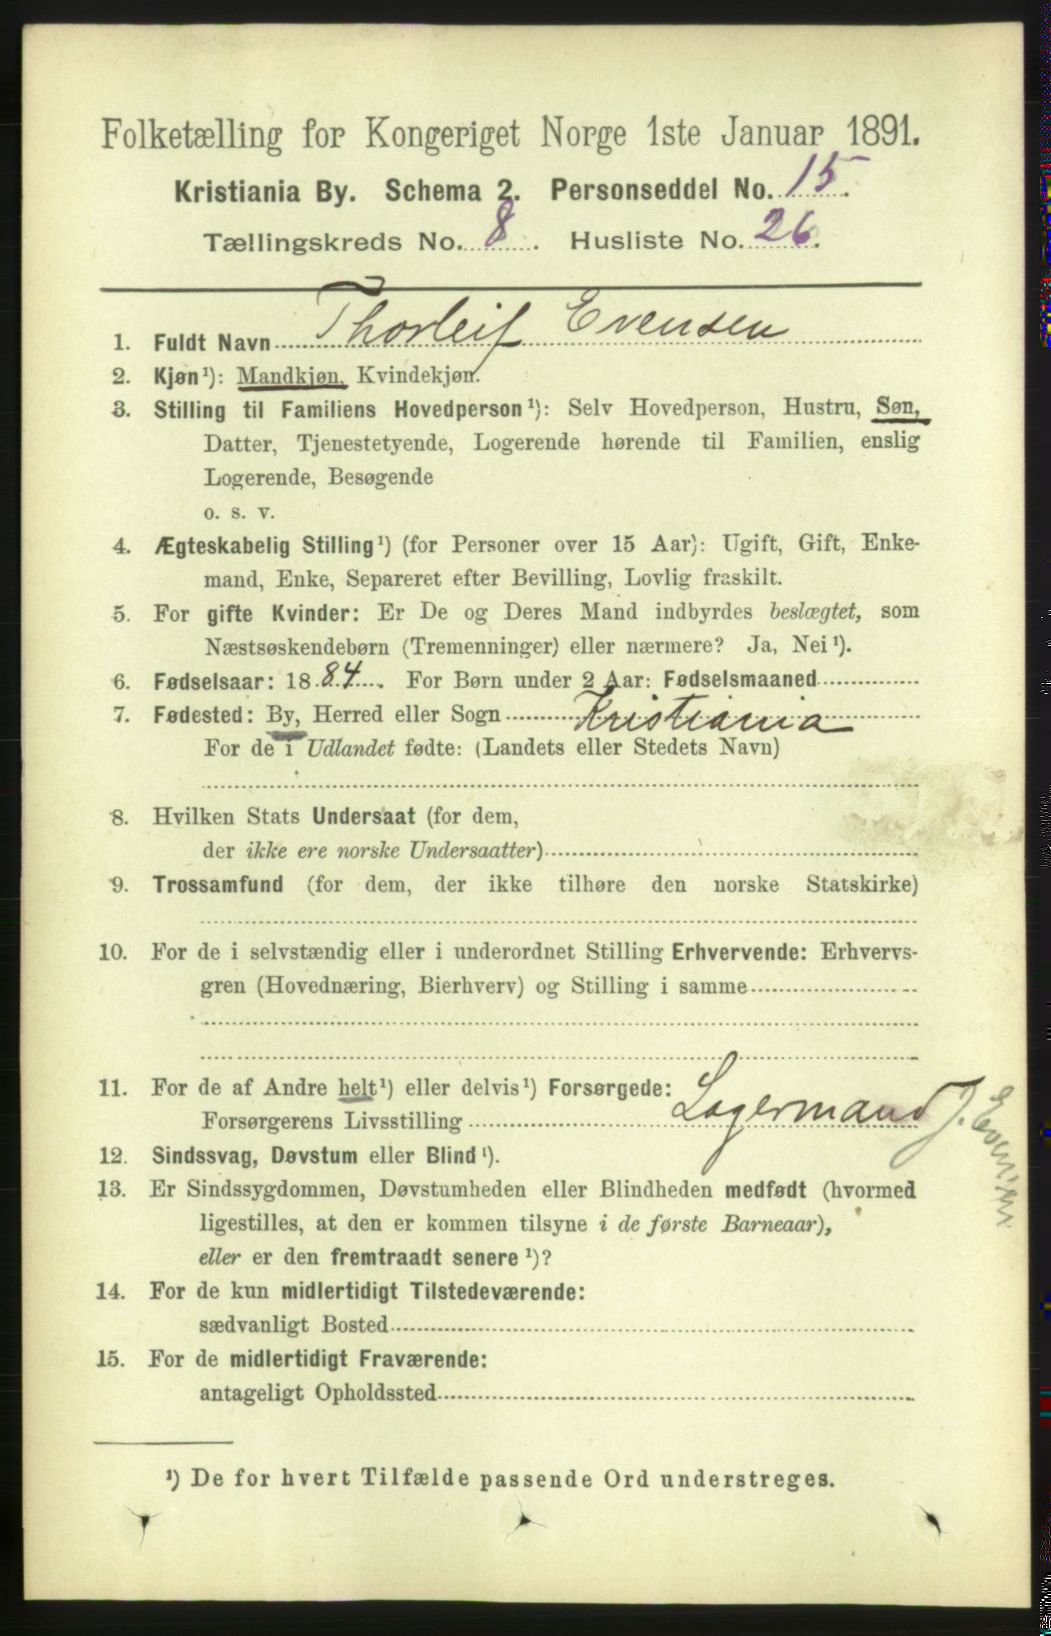 Folketælling for Kongeriget Norge 1ste Januar 1891.
Kristiania By. Schema 2. Personseddel No. 15.
Tællingskreds No. 8. Husliste No. 26.
1. Fuldt Navn Thorleif Evensen
2. Kjøn¹): Mandkjøn, Kvindekjøn.
3. Stilling til Familiens Hovedperson¹): Selv Hovedperson, Hustru, Søn,
Datter, Tjenestetyende, Logerende hørende til Familien, enslig
Logerende, Besøgende
o. s. v.
4. Ægteskabelig Stilling¹) (for Personer over 15 Aar): Ugift, Gift, Enke-
mand, Enke, Separeret efter Bevilling, Lovlig fraskilt.
5. For gifte Kvinder: Er De og Deres Mand indbyrdes beslægtet, som
Næstsøskendebørn (Tremenninger) eller nærmere? Ja, Nei¹).
6. Fødselsaar: 1884. For Børn under 2 Aar: Fødselsmaaned
7. Fødested: By, Herred eller Sogn Kristiania
For de i Udlandet fødte: (Landets eller Stedets Navn)
8. Hvilken Stats Undersaat (for dem,
der ikke ere norske Undersaatter)
9. Trossamfund (for dem, der ikke tilhøre den norske Statskirke)
10. For de i selvstændig eller i underordnet Stilling Erhvervende: Erhvervs-
gren (Hovednæring, Bierhverv) og Stilling i samme
11. For de af Andre helt¹) eller delvis¹) Forsørgede:
Forsørgerens Livsstilling Lagermand J. Evensen
12. Sindssvag, Døvstum eller Blind¹).
13. Er Sindssygdommen, Døvstumheden eller Blindheden medfødt (hvormed
ligestilles, at den er kommen tilsyne i de første Barneaar),
eller er den fremtraadt senere¹)?
14. For de kun midlertidigt Tilstedeværende:
sædvanligt Bosted
15. For de midlertidigt Fraværende:
antageligt Opholdssted
¹) De for hvert Tilfælde passende Ord understreges.